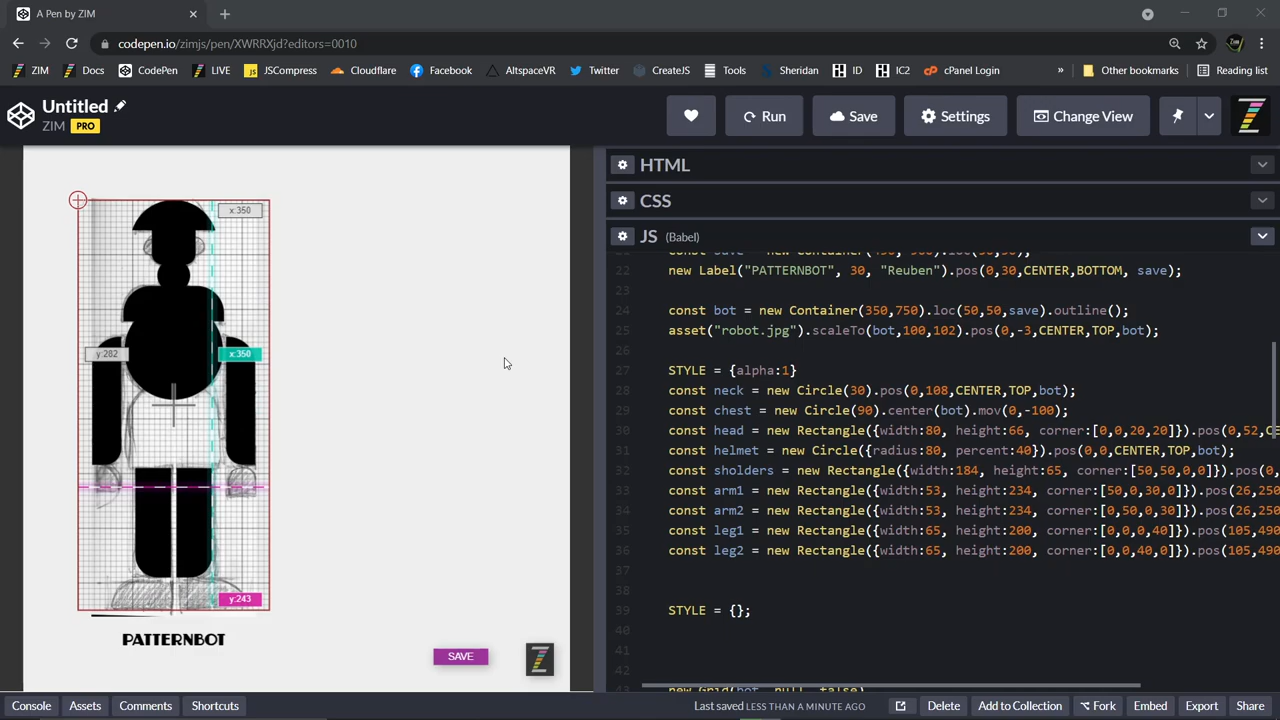 A Pen by ZIM
codepen.io/zimjs/pen/XWRRXjd?editors=0010
ZIM Docs CodePen LIVE JSCompress Cloudflare Facebook AltspaceVR Twitter CreateJS Tools Sheridan ID IC2 cPanel Login » Other bookmarks Reading list
Untitled
ZIM PRO
Run Save Settings Change View
HTML
CSS
JS (Babel)
22 new Label("PATTERNBOT", 30, "Reuben").pos(0,30,CENTER,BOTTOM, save);
23
24 const bot = new Container(350,750).loc(50,50,save).outline();
25 asset("robot.jpg").scaleTo(bot,100,102).pos(0,-3,CENTER,TOP,bot);
26
27 STYLE = {alpha:1}
28 const neck = new Circle(30).pos(0,108,CENTER,TOP,bot);
29 const chest = new Circle(90).center(bot).mov(0,-100);
30 const head = new Rectangle({width:80, height:66, corner:[0,0,20,20]}).pos(0,52,CE
31 const helmet = new Circle({radius:80, percent:40}).pos(0,0,CENTER,TOP,bot);
32 const sholders = new Rectangle({width:184, height:65, corner:[50,50,0,0]}).pos(0,
33 const arm1 = new Rectangle({width:53, height:234, corner:[50,0,30,0]}).pos(26,250
34 const arm2 = new Rectangle({width:53, height:234, corner:[0,50,0,30]}).pos(26,250
35 const leg1 = new Rectangle({width:65, height:200, corner:[0,0,0,40]}).pos(105,490
36 const leg2 = new Rectangle({width:65, height:200, corner:[0,0,40,0]}).pos(105,490
37
38
39 STYLE = {};
40
41
42
x:350
y:282
x:350
y:243
PATTERNBOT
SAVE
Console Assets Comments Shortcuts
Last saved LESS THAN A MINUTE AGO
Delete Add to Collection Fork Embed Export Share